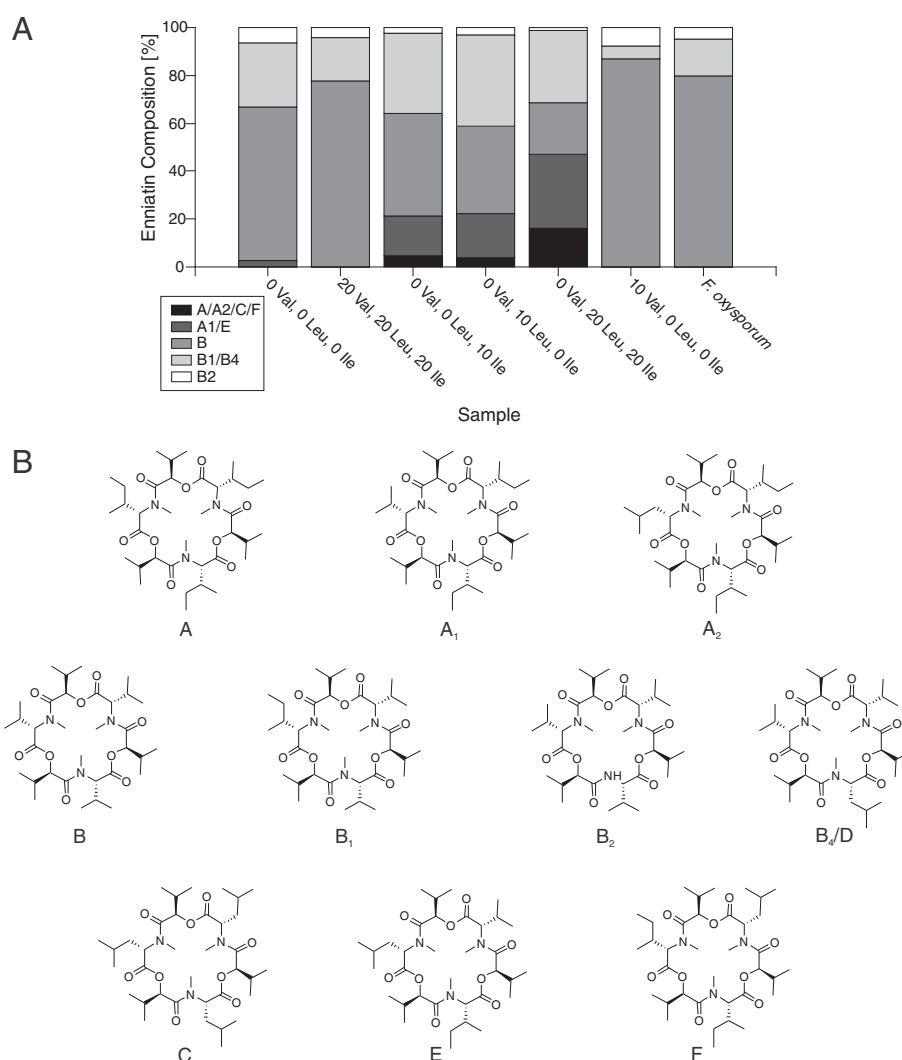 A
Enniatin Composition [%]
100
80
60
40
20
0
0 Val, 0 Leu, 0 Ile
20 Val, 20 Leu, 20 Ile
0 Val, 0 Leu, 10 Ile
0 Val, 10 Leu, 0 Ile
0 Val, 20 Leu, 20 Ile
10 Val, 0 Leu, 0 Ile
F. oxysporum
A/A2/C/F
A1/E
B
B1/B4
B2
Sample
B
A
A₁
A₂
B
B₁
B₂
B₄/D
C
E
F